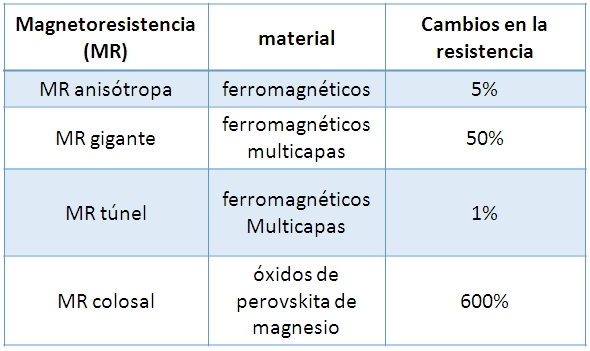 Magnetoresistencia
(MR)
material
Cambios en la
resistencia
MR anisótropa
ferromagnéticos
5%
MR gigante
ferromagnéticos
multicapas
50%
MR túnel
ferromagnéticos
Multicapas
1%
MR colosal
óxidos de
perovskita de
magnesio
600%